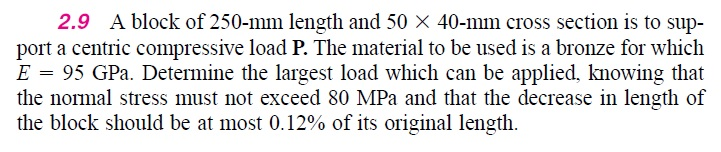 2.9 A block of 250-mm length and 50 × 40-mm cross section is to sup-
port a centric compressive load P. The material to be used is a bronze for which
E = 95 GPa. Determine the largest load which can be applied, knowing that
the normal stress must not exceed 80 MPa and that the decrease in length of
the block should be at most 0.12% of its original length.